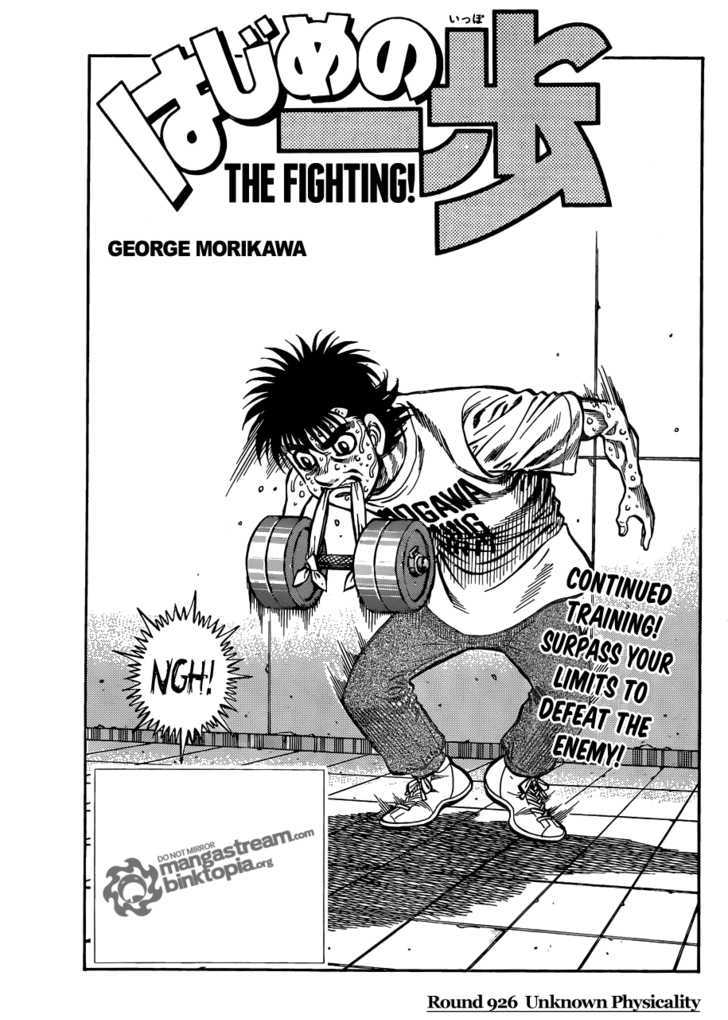 いっぽ
はじめの一歩
THE FIGHTING!
GEORGE MORIKAWA
CONTINUED
TRAINING!
SURPASS YOUR
LIMITS TO
DEFEAT THE
ENEMY!
NGH!
DO NOT MIRROR
mangastream.com
binktopia.org
Round 926 Unknown Physicality